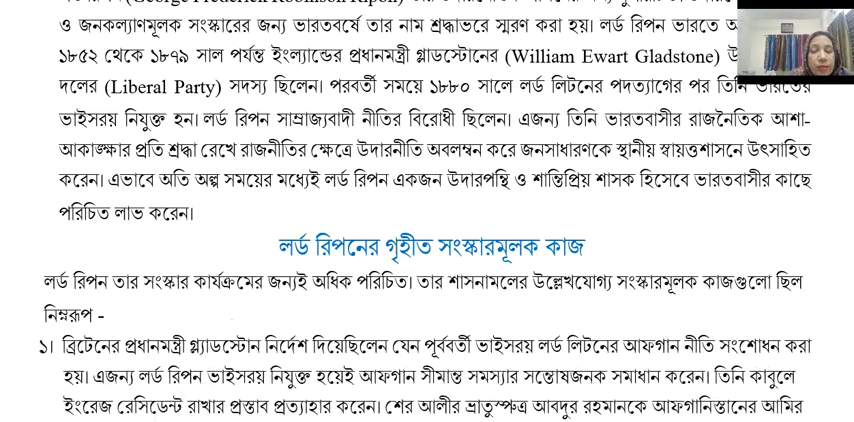 (George Frederick Robinson Ripon)
ও জনকল্যাণমূলক সংস্কারের জন্য ভারতবর্ষে তার নাম শ্রদ্ধাভরে স্মরণ করা হয়। লর্ড রিপন ভারতে
১৮৫২ থেকে ১৮৭৯ সাল পর্যন্ত ইংল্যান্ডের প্রধানমন্ত্রী গ্লাডস্টোনের (William Ewart Gladstone)
দলের (Liberal Party) সদস্য ছিলেন। পরবর্তী সময়ে ১৮৮০ সালে লর্ড লিটনের পদত্যাগের পর তিনি ভারতের
ভাইসরয় নিযুক্ত হন। লর্ড রিপন সাম্রাজ্যবাদী নীতির বিরোধী ছিলেন। এজন্য তিনি ভারতবাসীর রাজনৈতিক আশা-
আকাঙ্ক্ষার প্রতি শ্রদ্ধা রেখে রাজনীতির ক্ষেত্রে উদারনীতি অবলম্বন করে জনসাধারণকে স্থানীয় স্বায়ত্তশাসনে উৎসাহিত
করেন। এভাবে অতি অল্প সময়ের মধ্যেই লর্ড রিপন একজন উদারপন্থি ও শান্তিপ্রিয় শাসক হিসেবে ভারতবাসীর কাছে
পরিচিত লাভ করেন।
লর্ড রিপনের গৃহীত সংস্কারমূলক কাজ
লর্ড রিপন তার সংস্কার কার্যক্রমের জন্যই অধিক পরিচিত। তার শাসনামলের উল্লেখযোগ্য সংস্কারমূলক কাজগুলো ছিল
নিম্নরূপ -
১। ব্রিটেনের প্রধানমন্ত্রী গ্ল্যাডস্টোন নির্দেশ দিয়েছিলেন যেন পূর্ববর্তী ভাইসরয় লর্ড লিটনের আফগান নীতি সংশোধন করা
হয়। এজন্য লর্ড রিপন ভাইসরয় নিযুক্ত হয়েই আফগান সীমান্ত সমস্যার সন্তোষজনক সমাধান করেন। তিনি কাবুলে
ইংরেজ রেসিডেন্ট রাখার প্রস্তাব প্রত্যাহার করেন। শের আলীর ভ্রাতুস্পুত্র আবদুর রহমানকে আফগানিস্তানের আমির